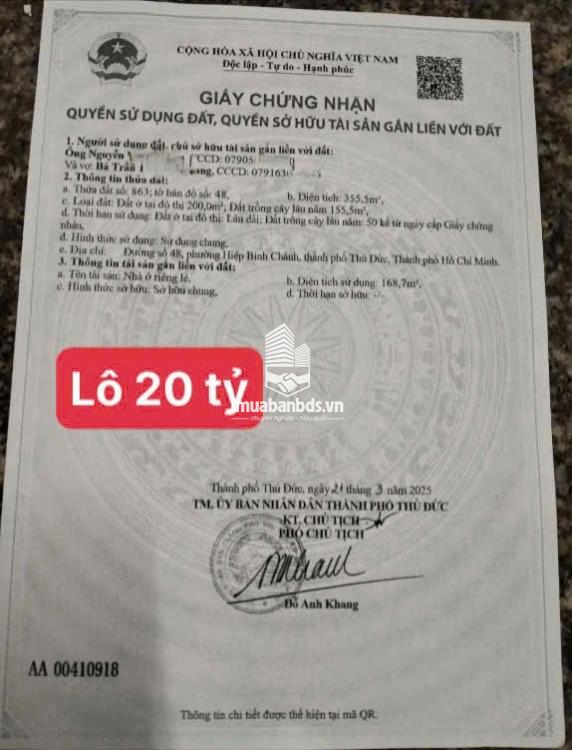 CỘNG HÒA XÃ HỘI CHỦ NGHĨA VIỆT NAM
Độc lập - Tự do - Hạnh phúc
GIẤY CHỨNG NHẬN
QUYỀN SỬ DỤNG ĐẤT, QUYỀN SỞ HỮU TÀI SẢN GẮN LIỀN VỚI ĐẤT
1. Người sử dụng đất, chủ sở hữu tài sản gắn liền với đất:
Ông Nguyễn CCCD: 07905
Và vợ: Bà Trần CCCD: 079163
2. Thông tin thửa đất:
a. Thửa đất số: 863; tờ bản đồ số: 48, b. Diện tích: 355,5m²,
c. Loại đất: Đất ở tại đô thị 200,0m²; Đất trồng cây lâu năm 155,5m²,
d. Thời hạn sử dụng: Đất ở tại đô thị: Lâu dài; Đất trồng cây lâu năm: 50 kể từ ngày cấp Giấy chứng
nhận,
đ. Hình thức sử dụng: Sử dụng chung,
e. Địa chỉ: Đường số 48, phường Hiệp Bình Chánh, thành phố Thủ Đức, Thành phố Hồ Chí Minh.
3. Thông tin tài sản gắn liền với đất:
a. Tên tài sản: Nhà ở riêng lẻ, b. Diện tích sử dụng: 168,7m²,
c. Hình thức sở hữu: Sở hữu chung, d. Thời hạn sở hữu: -/-.
Lô 20 tỷ
muabanbds.vn
chuyên nghiệp - hiệu quả
Thành phố Thủ Đức, ngày 21 tháng 3 năm 2025
TM. ỦY BAN NHÂN DÂN THÀNH PHỐ THỦ ĐỨC
KT. CHỦ TỊCH
PHÓ CHỦ TỊCH
Đỗ Anh Khang
AA 00410918
Thông tin chi tiết được thể hiện tại mã QR.